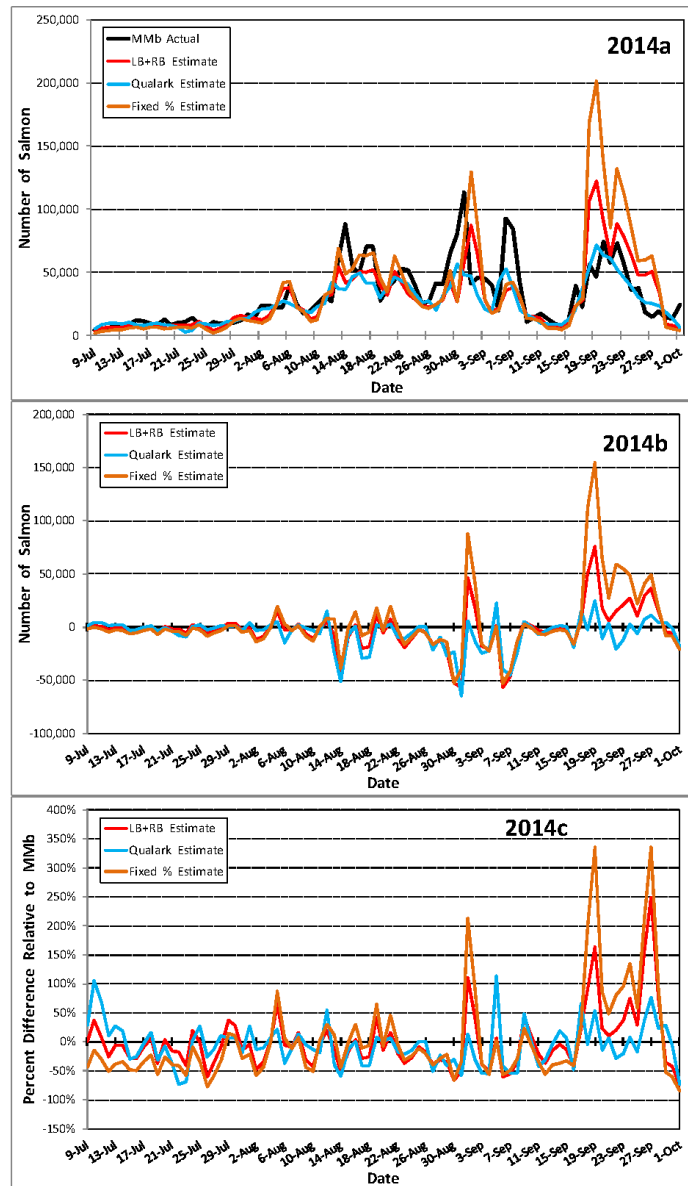 2014a
MMb Actual
LB+RB Estimate
Qualark Estimate
Fixed % Estimate
Number of Salmon
250,000
200,000
150,000
100,000
50,000
0
9-Jul 13-Jul 17-Jul 21-Jul 25-Jul 29-Jul 2-Aug 6-Aug 10-Aug 14-Aug 18-Aug 22-Aug 26-Aug 30-Aug 3-Sep 7-Sep 11-Sep 15-Sep 19-Sep 23-Sep 27-Sep 1-Oct
Date
2014b
LB+RB Estimate
Qualark Estimate
Fixed % Estimate
Number of Salmon
200,000
150,000
100,000
50,000
0
-50,000
-100,000
9-Jul 13-Jul 17-Jul 21-Jul 25-Jul 29-Jul 2-Aug 6-Aug 10-Aug 14-Aug 18-Aug 22-Aug 26-Aug 30-Aug 3-Sep 7-Sep 11-Sep 15-Sep 19-Sep 23-Sep 27-Sep 1-Oct
Date
2014c
LB+RB Estimate
Qualark Estimate
Fixed % Estimate
Percent Difference Relative to MMb
400%
350%
300%
250%
200%
150%
100%
50%
0%
-50%
-100%
-150%
9-Jul 13-Jul 17-Jul 21-Jul 25-Jul 29-Jul 2-Aug 6-Aug 10-Aug 14-Aug 18-Aug 22-Aug 26-Aug 30-Aug 3-Sep 7-Sep 11-Sep 15-Sep 19-Sep 23-Sep 27-Sep 1-Oct
Date